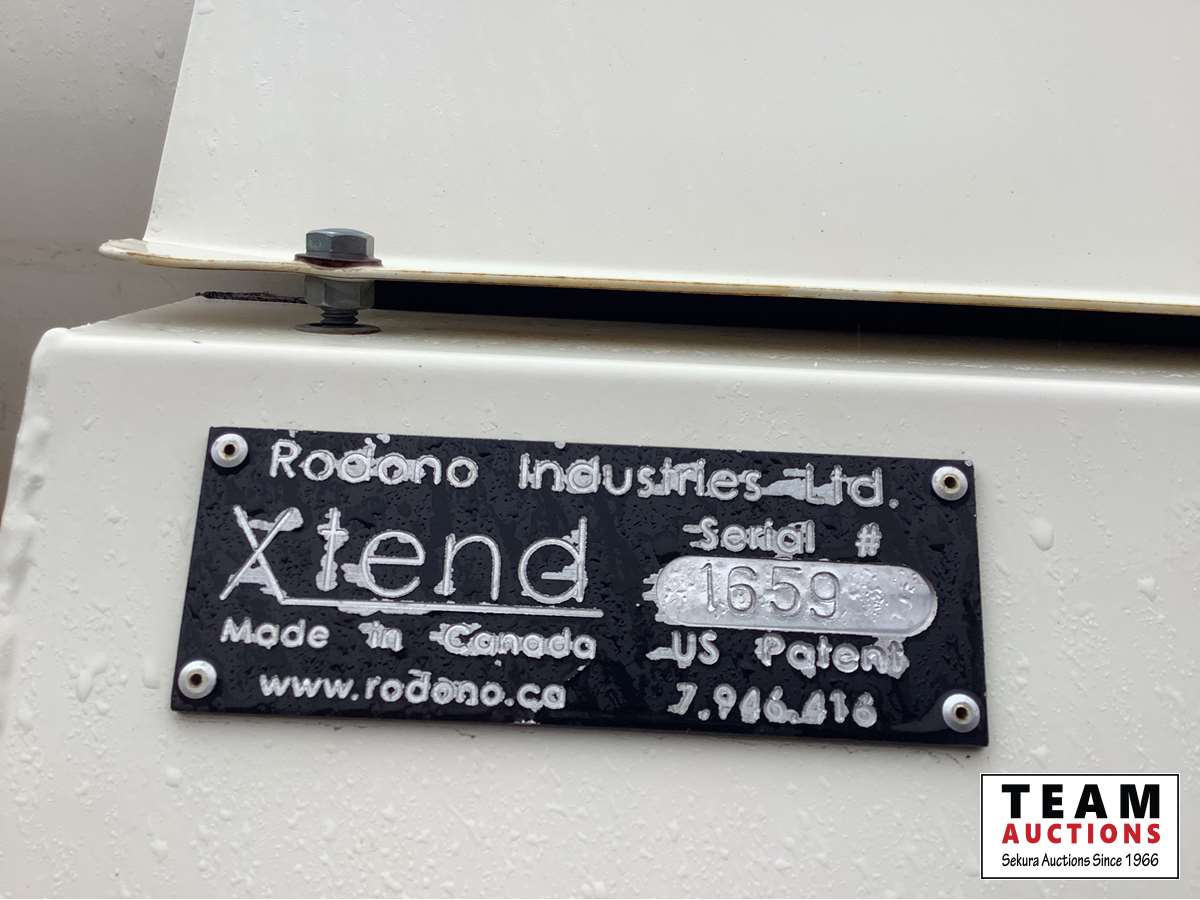 Rodono Industries Ltd.
Xtend
Serial #
1659
Made in Canada
US Patent
www.rodono.ca
7.946.416
TEAM
AUCTIONS
Sekura Auctions Since 1966